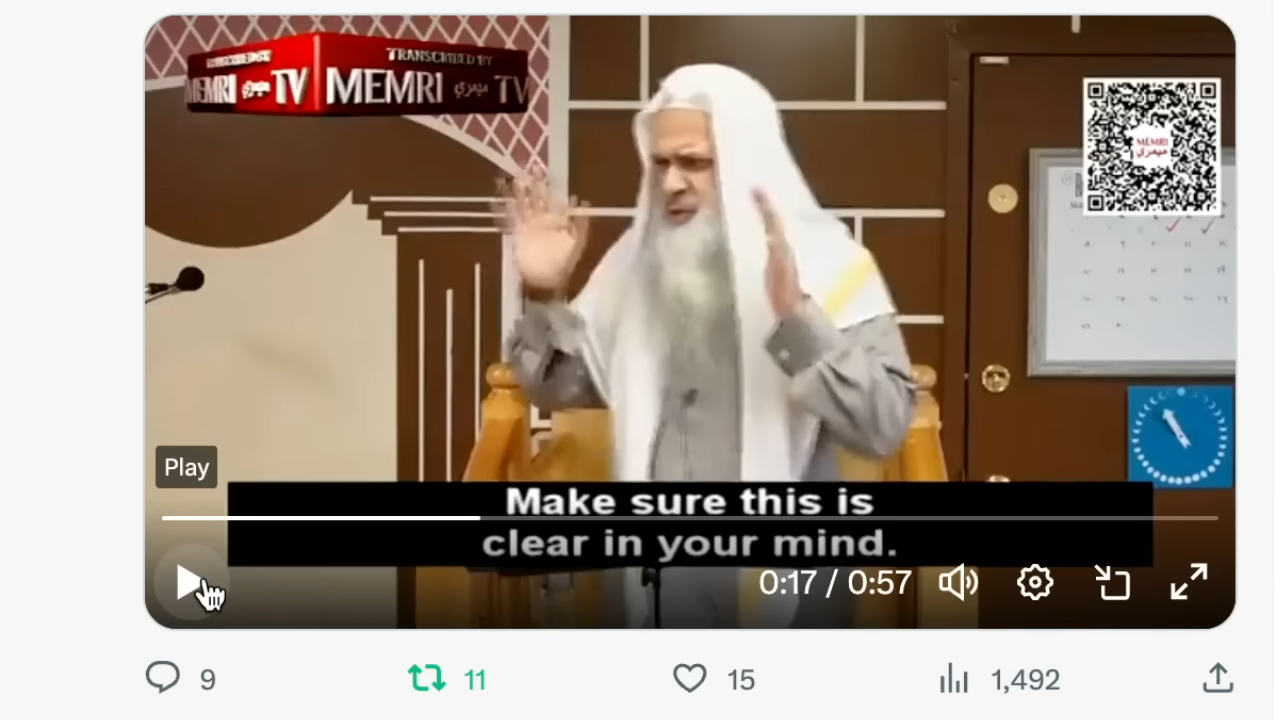 TRANSCRIBED BY
MEMRI ميمري TV
MEMRI ميمري TV
MEMRI
ميمري
Play
Make sure this is
clear in your mind.
0:17 / 0:57
9
11
15
1,492